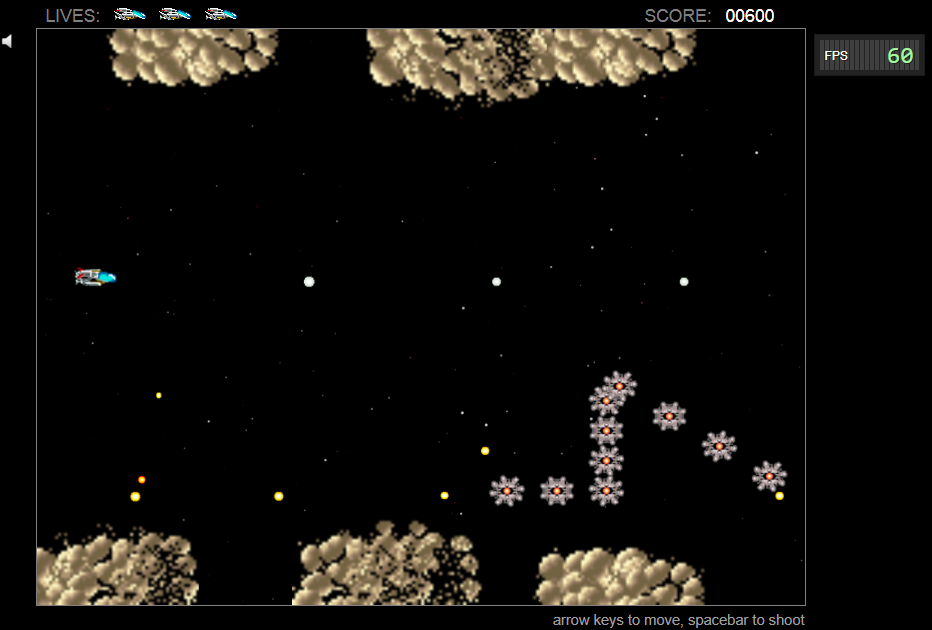 LIVES: SCORE: 00600
FPS 60
arrow keys to move, spacebar to shoot